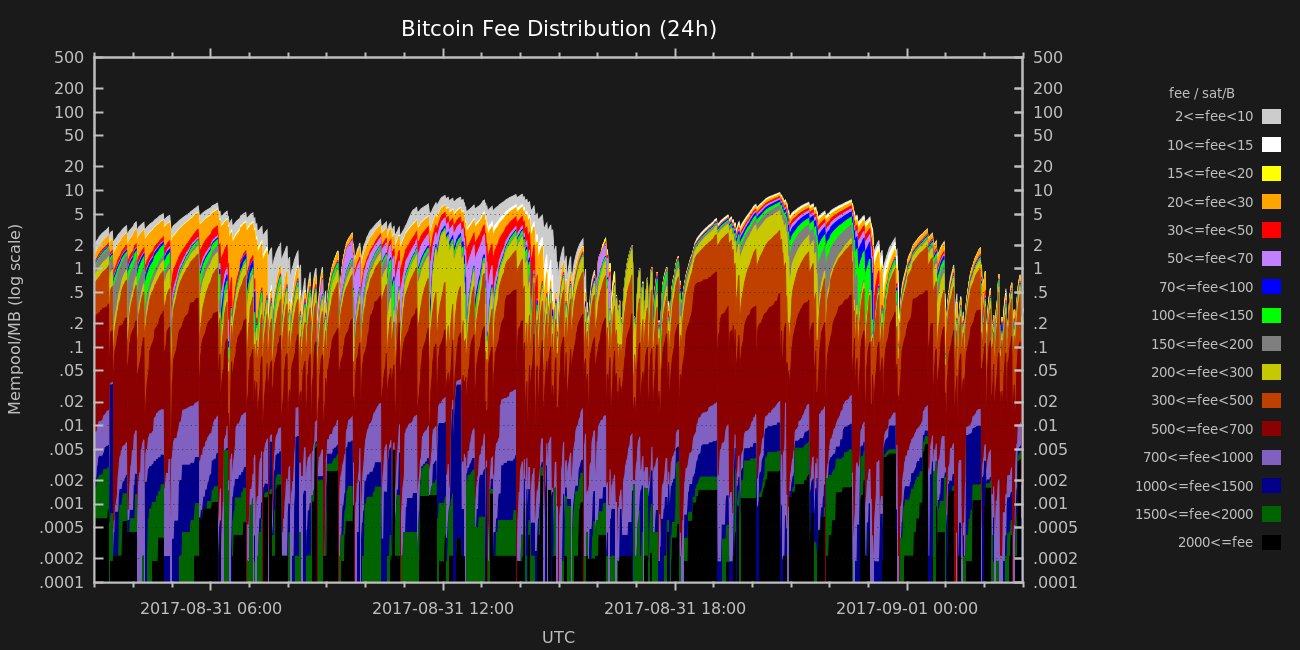 Bitcoin Fee Distribution (24h)
500
200
100
50
20
10
5
2
1
.5
.2
.1
.05
.02
.01
.005
.002
.001
.0005
.0002
.0001
Mempool/MB (log scale)
500
200
100
50
20
10
5
2
1
.5
.2
.1
.05
.02
.01
.005
.002
.001
.0005
.0002
.0001
2017-08-31 06:00
2017-08-31 12:00
2017-08-31 18:00
2017-09-01 00:00
UTC
fee / sat/B
2<=fee<10
10<=fee<15
15<=fee<20
20<=fee<30
30<=fee<50
50<=fee<70
70<=fee<100
100<=fee<150
150<=fee<200
200<=fee<300
300<=fee<500
500<=fee<700
700<=fee<1000
1000<=fee<1500
1500<=fee<2000
2000<=fee